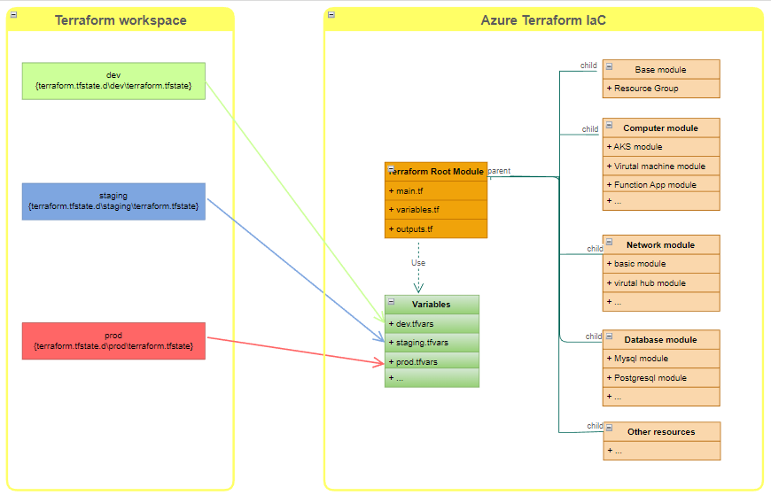 Terraform workspace
dev
{terraform.tfstate.d\dev\terraform.tfstate}
staging
{terraform.tfstate.d\staging\terraform.tfstate}
prod
{terraform.tfstate.d\prod\terraform.tfstate}
Azure Terraform IaC
Terraform Root Module
+ main.tf
+ variables.tf
+ outputs.tf
parent
Use
Variables
+ dev.tfvars
+ staging.tfvars
+ prod.tfvars
+ ...
child
Base module
+ Resource Group
child
Computer module
+ AKS module
+ Virutal machine module
+ Function App module
+ ...
child
Network module
+ basic module
+ virutal hub module
+ ...
child
Database module
+ Mysql module
+ Postgresql module
+ ...
child
Other resources
+ ...